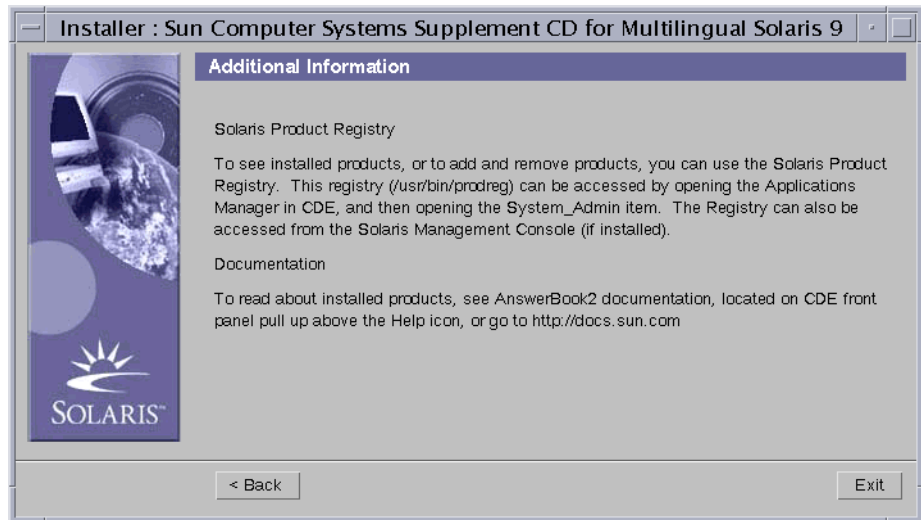 Installer : Sun Computer Systems Supplement CD for Multilingual Solaris 9
Additional Information
Solaris Product Registry
To see installed products, or to add and remove products, you can use the Solaris Product
Registry. This registry (/usr/bin/prodreg) can be accessed by opening the Applications
Manager in CDE, and then opening the System_Admin item. The Registry can also be
accessed from the Solaris Management Console (if installed).
Documentation
To read about installed products, see AnswerBook2 documentation, located on CDE front
panel pull up above the Help icon, or go to http://docs.sun.com
SOLARIS™
< Back
Exit